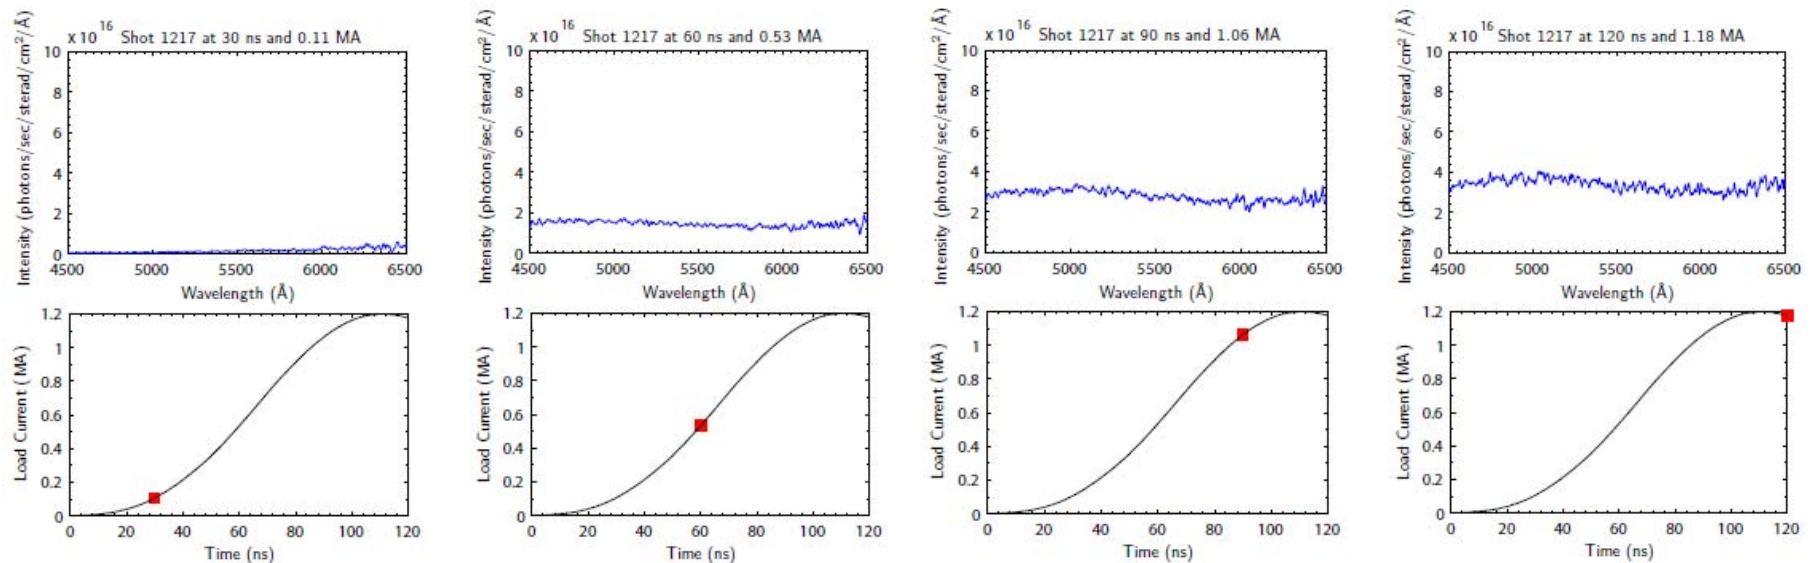 x 10 16 Shot 1217 at 30 ns and 0.11 MA
Intensity (photons/sec/sterad/cm²/Å)
10
8
6
4
2
0
4500 5000 5500 6000 6500
Wavelength (Å)
x 10 16 Shot 1217 at 60 ns and 0.53 MA
Intensity (photons/sec/sterad/cm²/Å)
10
8
6
4
2
0
4500 5000 5500 6000 6500
Wavelength (Å)
x 10 16 Shot 1217 at 90 ns and 1.06 MA
Intensity (photons/sec/sterad/cm²/Å)
10
8
6
4
2
0
4500 5000 5500 6000 6500
Wavelength (Å)
x 10 16 Shot 1217 at 120 ns and 1.18 MA
Intensity (photons/sec/sterad/cm²/Å)
10
8
6
4
2
0
4500 5000 5500 6000 6500
Wavelength (Å)
Load Current (MA)
1.2
1
0.8
0.6
0.4
0.2
0
0 20 40 60 80 100 120
Time (ns)
Load Current (MA)
1.2
1
0.8
0.6
0.4
0.2
0
0 20 40 60 80 100 120
Time (ns)
Load Current (MA)
1.2
1
0.8
0.6
0.4
0.2
0
0 20 40 60 80 100 120
Time (ns)
Load Current (MA)
1.2
1
0.8
0.6
0.4
0.2
0
0 20 40 60 80 100 120
Time (ns)